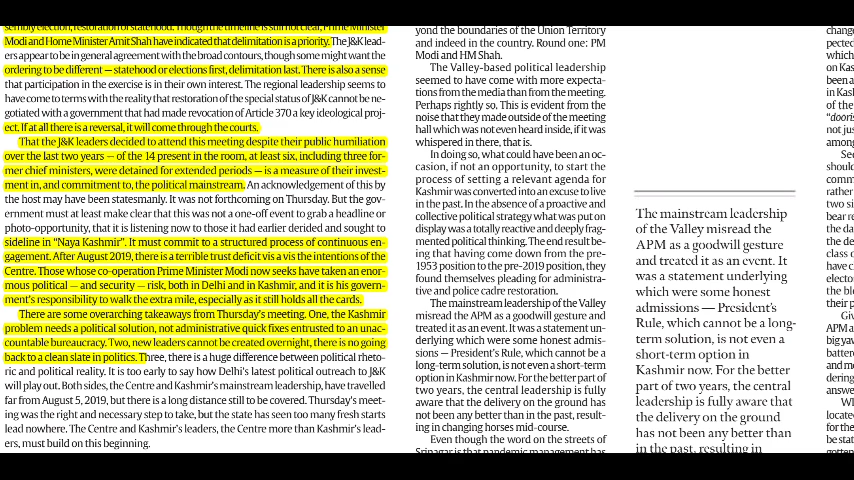 sembly election, restoration of statehood. Though the timeline is still not clear, Prime Minister
Modi and Home Minister Amit Shah have indicated that delimitation is a priority. The J&K lead-
ers appear to be in general agreement with the broad contours, though some might want the
ordering to be different — statehood or elections first, delimitation last. There is also a sense
that participation in the exercise is in their own interest. The regional leadership seems to
have come to terms with the reality that restoration of the special status of J&K cannot be ne-
gotiated with a government that had made revocation of Article 370 a key ideological proj-
ect. If at all there is a reversal, it will come through the courts.
That the J&K leaders decided to attend this meeting despite their public humiliation
over the last two years — of the 14 present in the room, at least six, including three for-
mer chief ministers, were detained for extended periods — is a measure of their invest-
ment in, and commitment to, the political mainstream. An acknowledgement of this by
the host may have been statesmanly. It was not forthcoming on Thursday. But the gov-
ernment must at least make clear that this was not a one-off event to grab a headline or
photo-opportunity, that it is listening now to those it had earlier derided and sought to
sideline in "Naya Kashmir". It must commit to a structured process of continuous en-
gagement. After August 2019, there is a terrible trust deficit vis a vis the intentions of the
Centre. Those whose co-operation Prime Minister Modi now seeks have taken an enor-
mous political — and security — risk, both in Delhi and in Kashmir, and it is his govern-
ment's responsibility to walk the extra mile, especially as it still holds all the cards.
There are some overarching takeaways from Thursday's meeting. One, the Kashmir
problem needs a political solution, not administrative quick fixes entrusted to an unac-
countable bureaucracy. Two, new leaders cannot be created overnight, there is no going
back to a clean slate in politics. Three, there is a huge difference between political rheto-
ric and political reality. It is too early to say how Delhi's latest political outreach to J&K
will play out. Both sides, the Centre and Kashmir's mainstream leadership, have travelled
far from August 5, 2019, but there is a long distance still to be covered. Thursday's meet-
ing was the right and necessary step to take, but the state has seen too many fresh starts
lead nowhere. The Centre and Kashmir's leaders, the Centre more than Kashmir's lead-
ers, must build on this beginning.
yond the boundaries of the Union Territory
and indeed in the country. Round one: PM
Modi and HM Shah.
The Valley-based political leadership
seemed to have come with more expecta-
tions from the media than from the meeting.
Perhaps rightly so. This is evident from the
noise that they made outside of the meeting
hall which was not even heard inside, if it was
whispered in there, that is.
In doing so, what could have been an oc-
casion, if not an opportunity, to start the
process of setting a relevant agenda for
Kashmir was converted into an excuse to live
in the past. In the absence of a proactive and
collective political strategy what was put on
display was a totally reactive and deeply frag-
mented political thinking. The end result be-
ing that having come down from the pre-
1953 position to the pre-2019 position, they
found themselves pleading for administra-
tive and police cadre restoration.
The mainstream leadership of the Valley
misread the APM as a goodwill gesture and
treated it as an event. It was a statement un-
derlying which were some honest admis-
sions — President's Rule, which cannot be a
long-term solution, is not even a short-term
option in Kashmir now. For the better part of
two years, the central leadership is fully
aware that the delivery on the ground has
not been any better than in the past, result-
ing in changing horses mid-course.
Even though the word on the streets of
Srinagar is that pandemic management has
The mainstream leadership
of the Valley misread the
APM as a goodwill gesture
and treated it as an event. It
was a statement underlying
which were some honest
admissions — President's
Rule, which cannot be a long-
term solution, is not even a
short-term option in
Kashmir now. For the better
part of two years, the central
leadership is fully aware that
the delivery on the ground
has not been any better than
in the past, resulting in